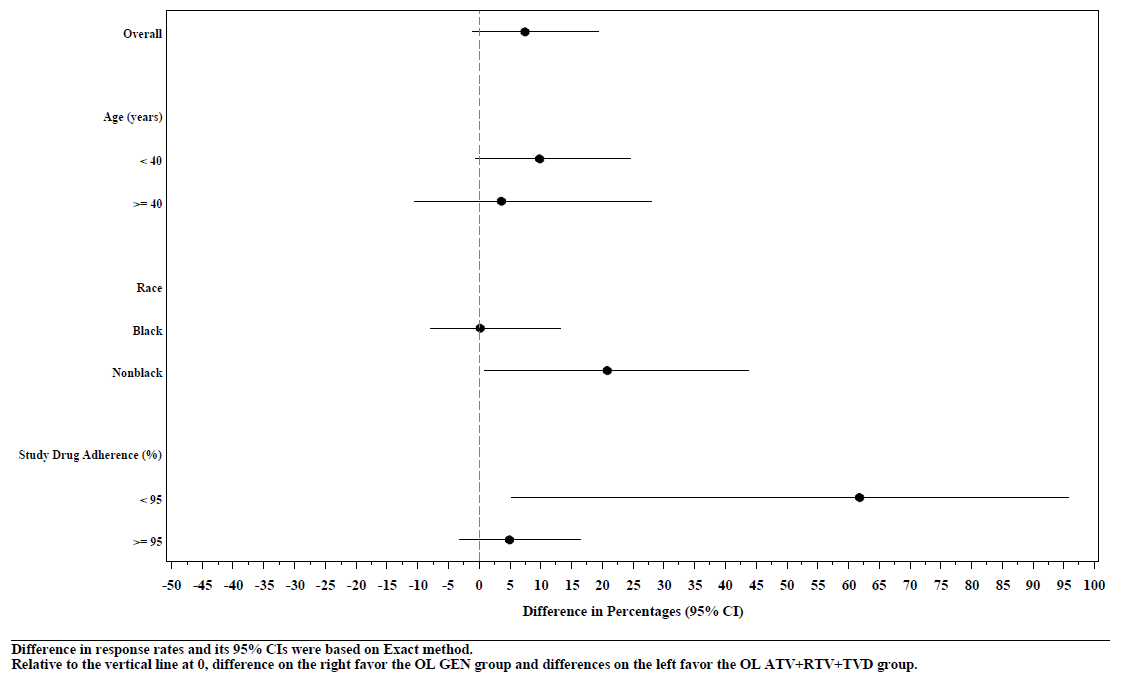 Overall
Age (years)
< 40
>= 40
Race
Black
Nonblack
Study Drug Adherence (%)
< 95
>= 95
-50 -45 -40 -35 -30 -25 -20 -15 -10 -5 0 5 10 15 20 25 30 35 40 45 50 55 60 65 70 75 80 85 90 95 100
Difference in Percentages (95% CI)
Difference in response rates and its 95% CIs were based on Exact method.
Relative to the vertical line at 0, difference on the right favor the OL GEN group and differences on the left favor the OL ATV+RTV+TVD group.